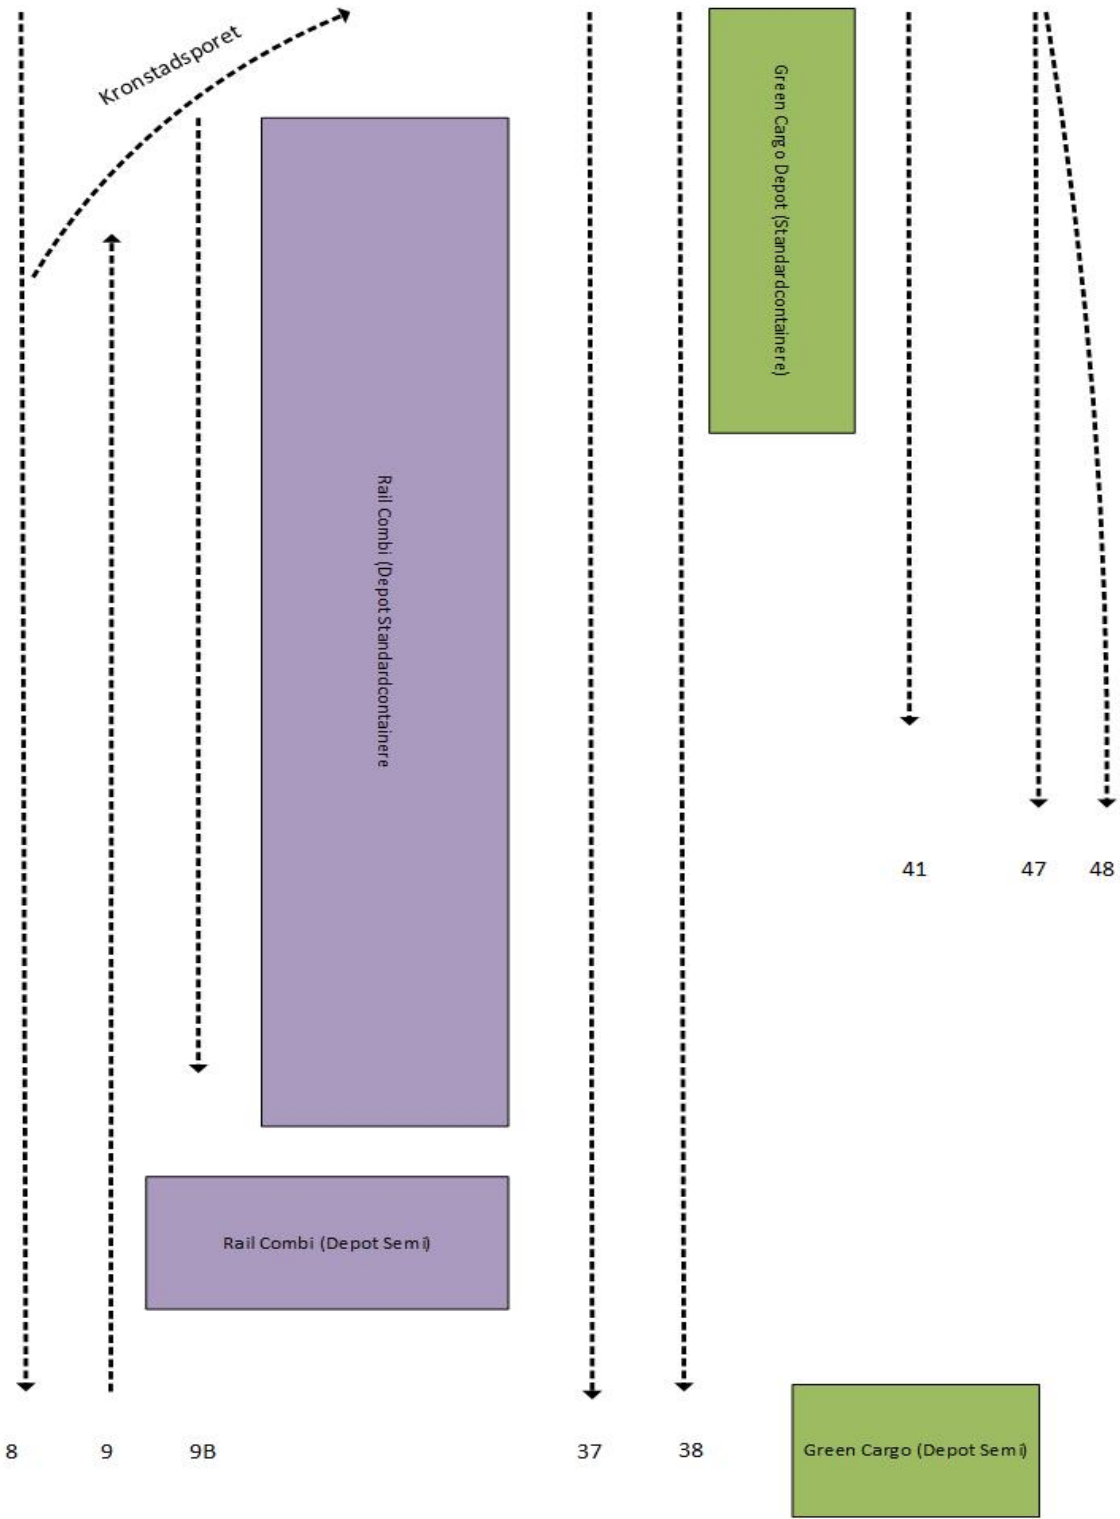 Kronstadsporet
Green Cargo Depot (Standardcontainere)
Rail Combi (Depot Standardcontainere
41
47
48
Rail Combi (Depot Semi)
8
9
9B
37
38
Green Cargo (Depot Semi)